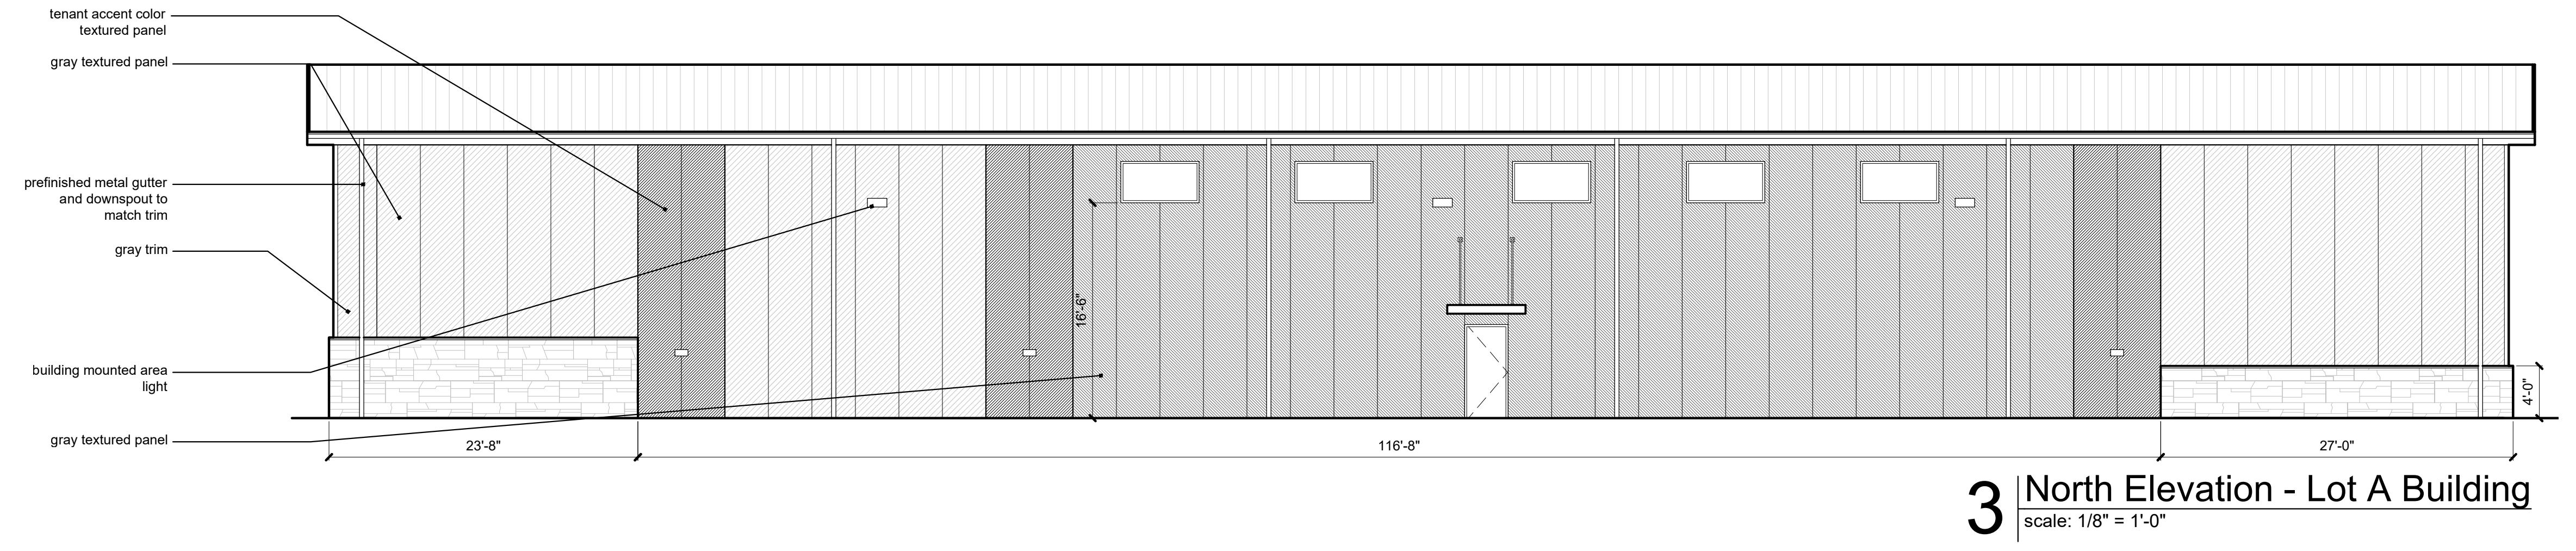 tenant accent color
textured panel
gray textured panel
prefinished metal gutter
and downspout to
match trim
gray trim
building mounted area
light
gray textured panel
16'-6"
4'-0"
23'-8"
116'-8"
27'-0"
3
North Elevation - Lot A Building
scale: 1/8" = 1'-0"